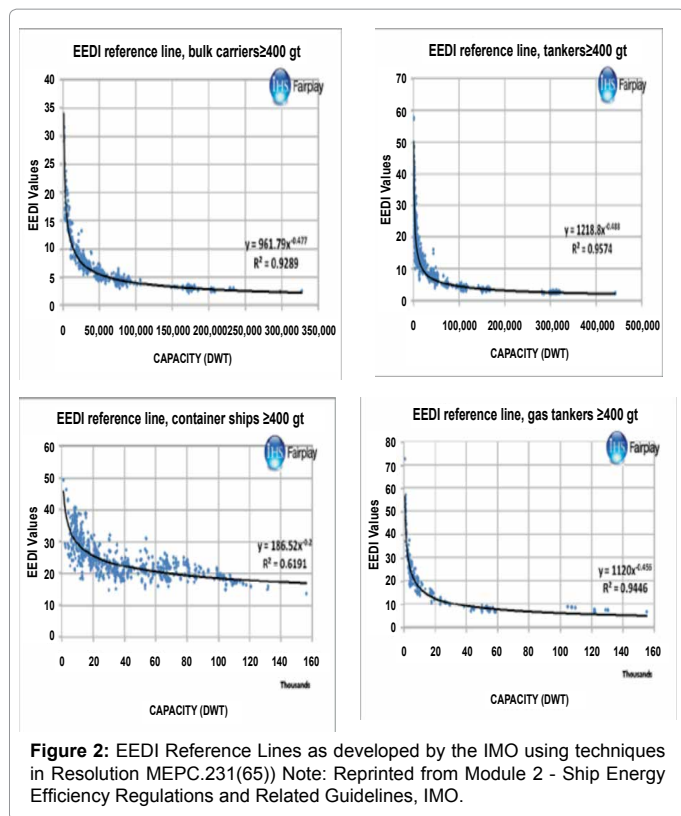 EEDI reference line, bulk carriers≥400 gt
IHS Fairplay
40
35
30
25
20
15
10
5
0
EEDI Values
y = 961.79x^-0.477
R² = 0.9289
0 50,000 100,000 150,000 200,000 250,000 300,000 350,000
CAPACITY (DWT)
EEDI reference line, tankers≥400 gt
IHS Fairplay
70
60
50
40
30
20
10
0
EEDI Values
y = 1218.8x^-0.488
R² = 0.9574
0 100,000 200,000 300,000 400,000 500,000
CAPACITY (DWT)
EEDI reference line, container ships ≥400 gt
IHS Fairplay
60
50
40
30
20
10
0
EEDI Values
y = 186.52x^-0.2
R² = 0.6191
0 20 40 60 80 100 120 140 160
Thousands
CAPACITY (DWT)
EEDI reference line, gas tankers ≥400 gt
IHS Fairplay
80
70
60
50
40
30
20
10
0
EEDI Values
y = 1120x^-0.456
R² = 0.9446
0 20 40 60 80 100 120 140 160
Thousands
CAPACITY (DWT)
Figure 2: EEDI Reference Lines as developed by the IMO using techniques
in Resolution MEPC.231(65)) Note: Reprinted from Module 2 - Ship Energy
Efficiency Regulations and Related Guidelines, IMO.